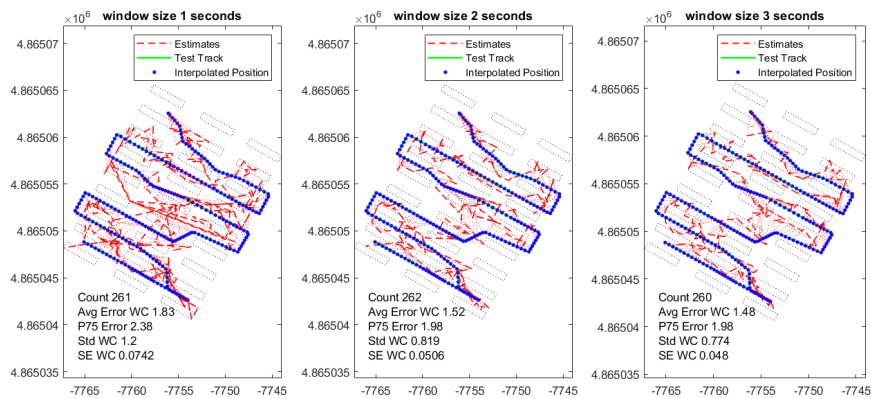 window size 1 seconds
×10⁶
4.86507
4.865065
4.86506
4.865055
4.86505
4.865045
4.86504
4.865035
-7765 -7760 -7755 -7750 -7745
Estimates
Test Track
Interpolated Position
Count 261
Avg Error WC 1.83
P75 Error 2.38
Std WC 1.2
SE WC 0.0742
window size 2 seconds
×10⁶
4.86507
4.865065
4.86506
4.865055
4.86505
4.865045
4.86504
4.865035
-7765 -7760 -7755 -7750 -7745
Estimates
Test Track
Interpolated Position
Count 262
Avg Error WC 1.52
P75 Error 1.98
Std WC 0.819
SE WC 0.0506
window size 3 seconds
×10⁶
4.86507
4.865065
4.86506
4.865055
4.86505
4.865045
4.86504
4.865035
-7765 -7760 -7755 -7750 -7745
Estimates
Test Track
Interpolated Position
Count 260
Avg Error WC 1.48
P75 Error 1.98
Std WC 0.774
SE WC 0.048